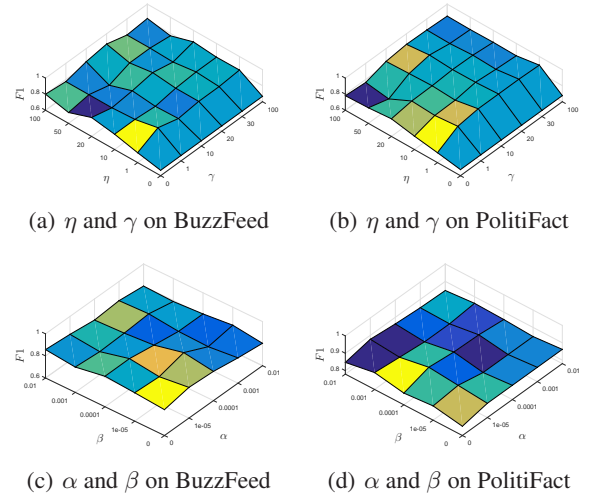 1
0.8
0.6
F1
100
50
20
10
1
0
η
0
1
10
20
30
100
γ
(a) η and γ on BuzzFeed
1
0.8
0.6
F1
100
50
20
10
1
0
η
0
1
10
20
30
100
γ
(b) η and γ on PolitiFact
1
0.8
0.6
F1
0.01
0.001
0.0001
1e-05
0
β
0
1e-05
0.0001
0.001
0.01
α
(c) α and β on BuzzFeed
1
0.9
0.8
F1
0.01
0.001
0.0001
1e-05
0
β
0
1e-05
0.0001
0.001
0.01
α
(d) α and β on PolitiFact